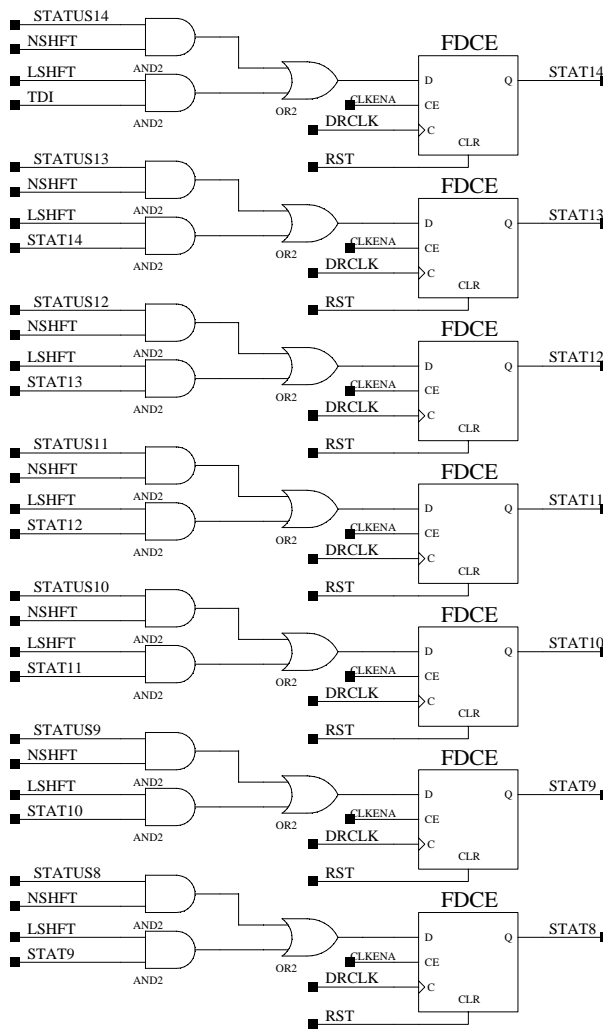 STATUS14
FDCE
NSHFT
AND2
LSHFT
D
Q
STAT14
TDI
CLKENA
CE
AND2
OR2
DRCLK
C
CLR
RST
STATUS13
FDCE
NSHFT
AND2
LSHFT
D
Q
STAT13
STAT14
CLKENA
CE
AND2
OR2
DRCLK
C
CLR
RST
STATUS12
FDCE
NSHFT
AND2
LSHFT
D
Q
STAT12
STAT13
CLKENA
CE
AND2
OR2
DRCLK
C
CLR
RST
STATUS11
FDCE
NSHFT
AND2
LSHFT
D
Q
STAT11
STAT12
CLKENA
CE
AND2
OR2
DRCLK
C
CLR
RST
STATUS10
FDCE
NSHFT
AND2
LSHFT
D
Q
STAT10
STAT11
CLKENA
CE
AND2
OR2
DRCLK
C
CLR
RST
STATUS9
FDCE
NSHFT
AND2
LSHFT
D
Q
STAT9
STAT10
CLKENA
CE
AND2
OR2
DRCLK
C
CLR
RST
STATUS8
FDCE
NSHFT
AND2
LSHFT
D
Q
STAT8
STAT9
CLKENA
CE
AND2
OR2
DRCLK
C
CLR
RST